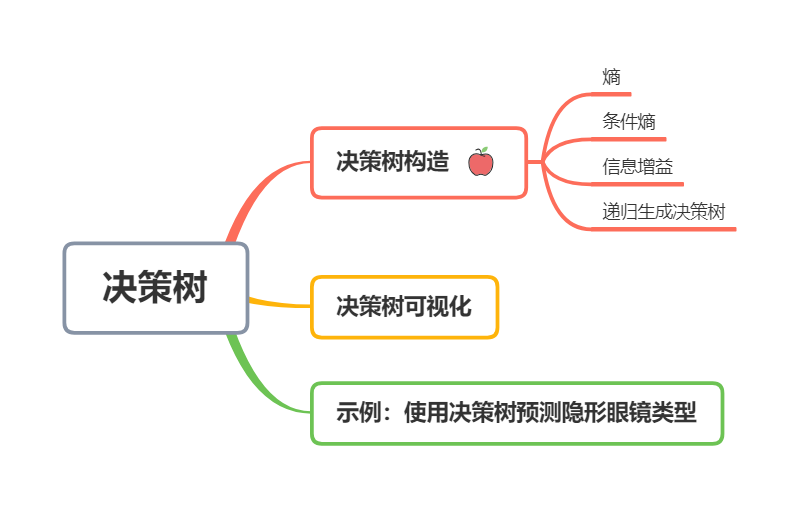 决策树
决策树构造
熵
条件熵
信息增益
递归生成决策树
决策树可视化
示例：使用决策树预测隐形眼镜类型